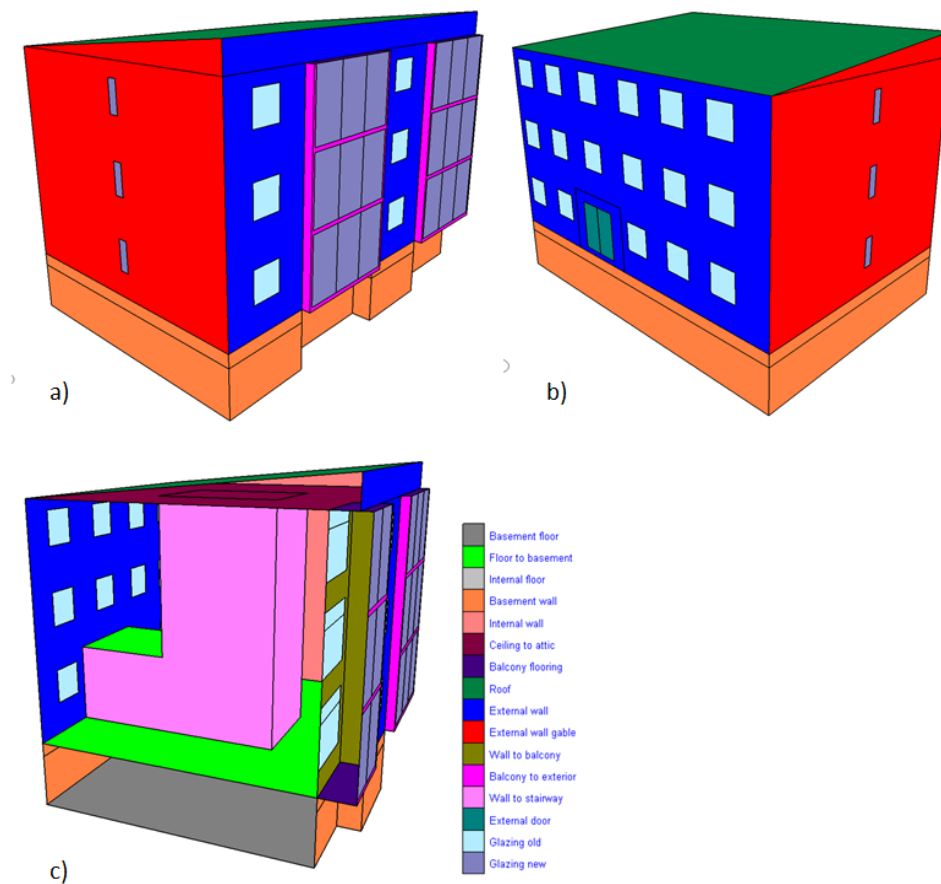 a)
b)
c)
Basement floor
Floor to basement
Internal floor
Basement wall
Internal wall
Ceiling to attic
Balcony flooring
Roof
External wall
External wall gable
Wall to balcony
Balcony to exterior
Wall to stairway
External door
Glazing old
Glazing new